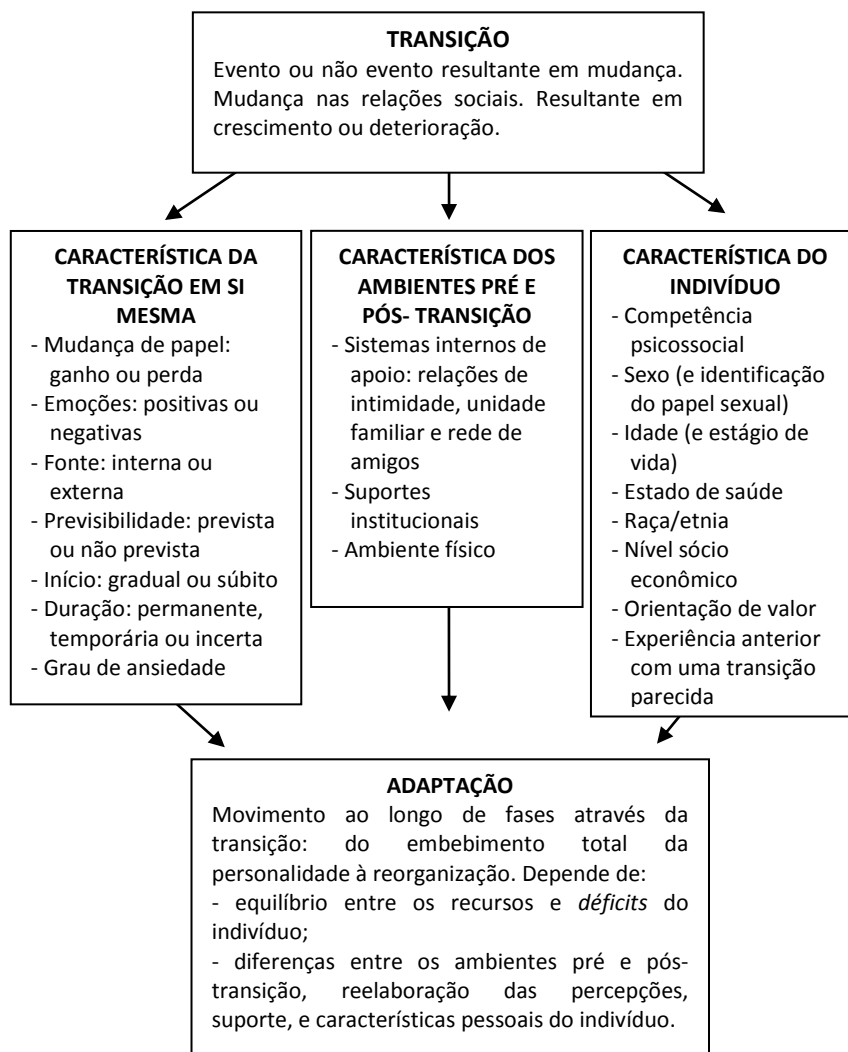 TRANSIÇÃO
Evento ou não evento resultante em mudança.
Mudança nas relações sociais. Resultante em
crescimento ou deterioração.
CARACTERÍSTICA DA
TRANSIÇÃO EM SI
MESMA
- Mudança de papel:
ganho ou perda
- Emoções: positivas ou
negativas
- Fonte: interna ou
externa
- Previsibilidade: prevista
ou não prevista
- Início: gradual ou súbito
- Duração: permanente,
temporária ou incerta
- Grau de ansiedade
CARACTERÍSTICA DOS
AMBIENTES PRÉ E
PÓS- TRANSIÇÃO
- Sistemas internos de
apoio: relações de
intimidade, unidade
familiar e rede de
amigos
- Suportes
institucionais
- Ambiente físico
CARACTERÍSTICA DO
INDIVÍDUO
- Competência
psicossocial
- Sexo (e identificação
do papel sexual)
- Idade (e estágio de
vida)
- Estado de saúde
- Raça/etnia
- Nível sócio
econômico
- Orientação de valor
- Experiência anterior
com uma transição
parecida
ADAPTAÇÃO
Movimento ao longo de fases através da
transição: do embebimento total da
personalidade à reorganização. Depende de:
- equilíbrio entre os recursos e déficits do
indivíduo;
- diferenças entre os ambientes pré e pós-
transição, reelaboração das percepções,
suporte, e características pessoais do indivíduo.